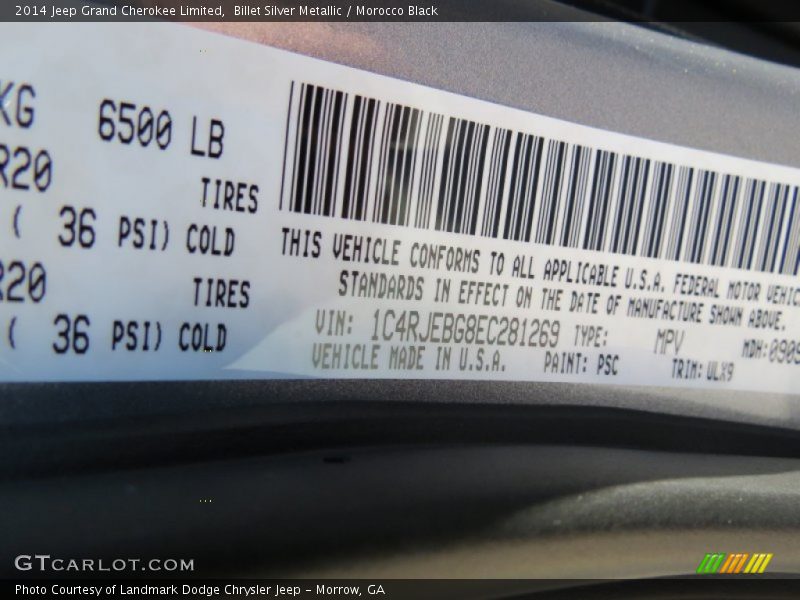 2014 Jeep Grand Cherokee Limited,  Billet Silver Metallic / Morocco Black
KG 6500 LB
R20 TIRES
( 36 PSI) COLD
R20 TIRES
( 36 PSI) COLD
THIS VEHICLE CONFORMS TO ALL APPLICABLE U.S.A. FEDERAL MOTOR VEHIC
STANDARDS IN EFFECT ON THE DATE OF MANUFACTURE SHOWN ABOVE.
VIN: 1C4RJEBG8EC281269 TYPE: MPV MDH:0909
VEHICLE MADE IN U.S.A. PAINT: PSC TRIM: ULX9
GTCARLOT.COM
Photo Courtesy of Landmark Dodge Chrysler Jeep – Morrow, GA